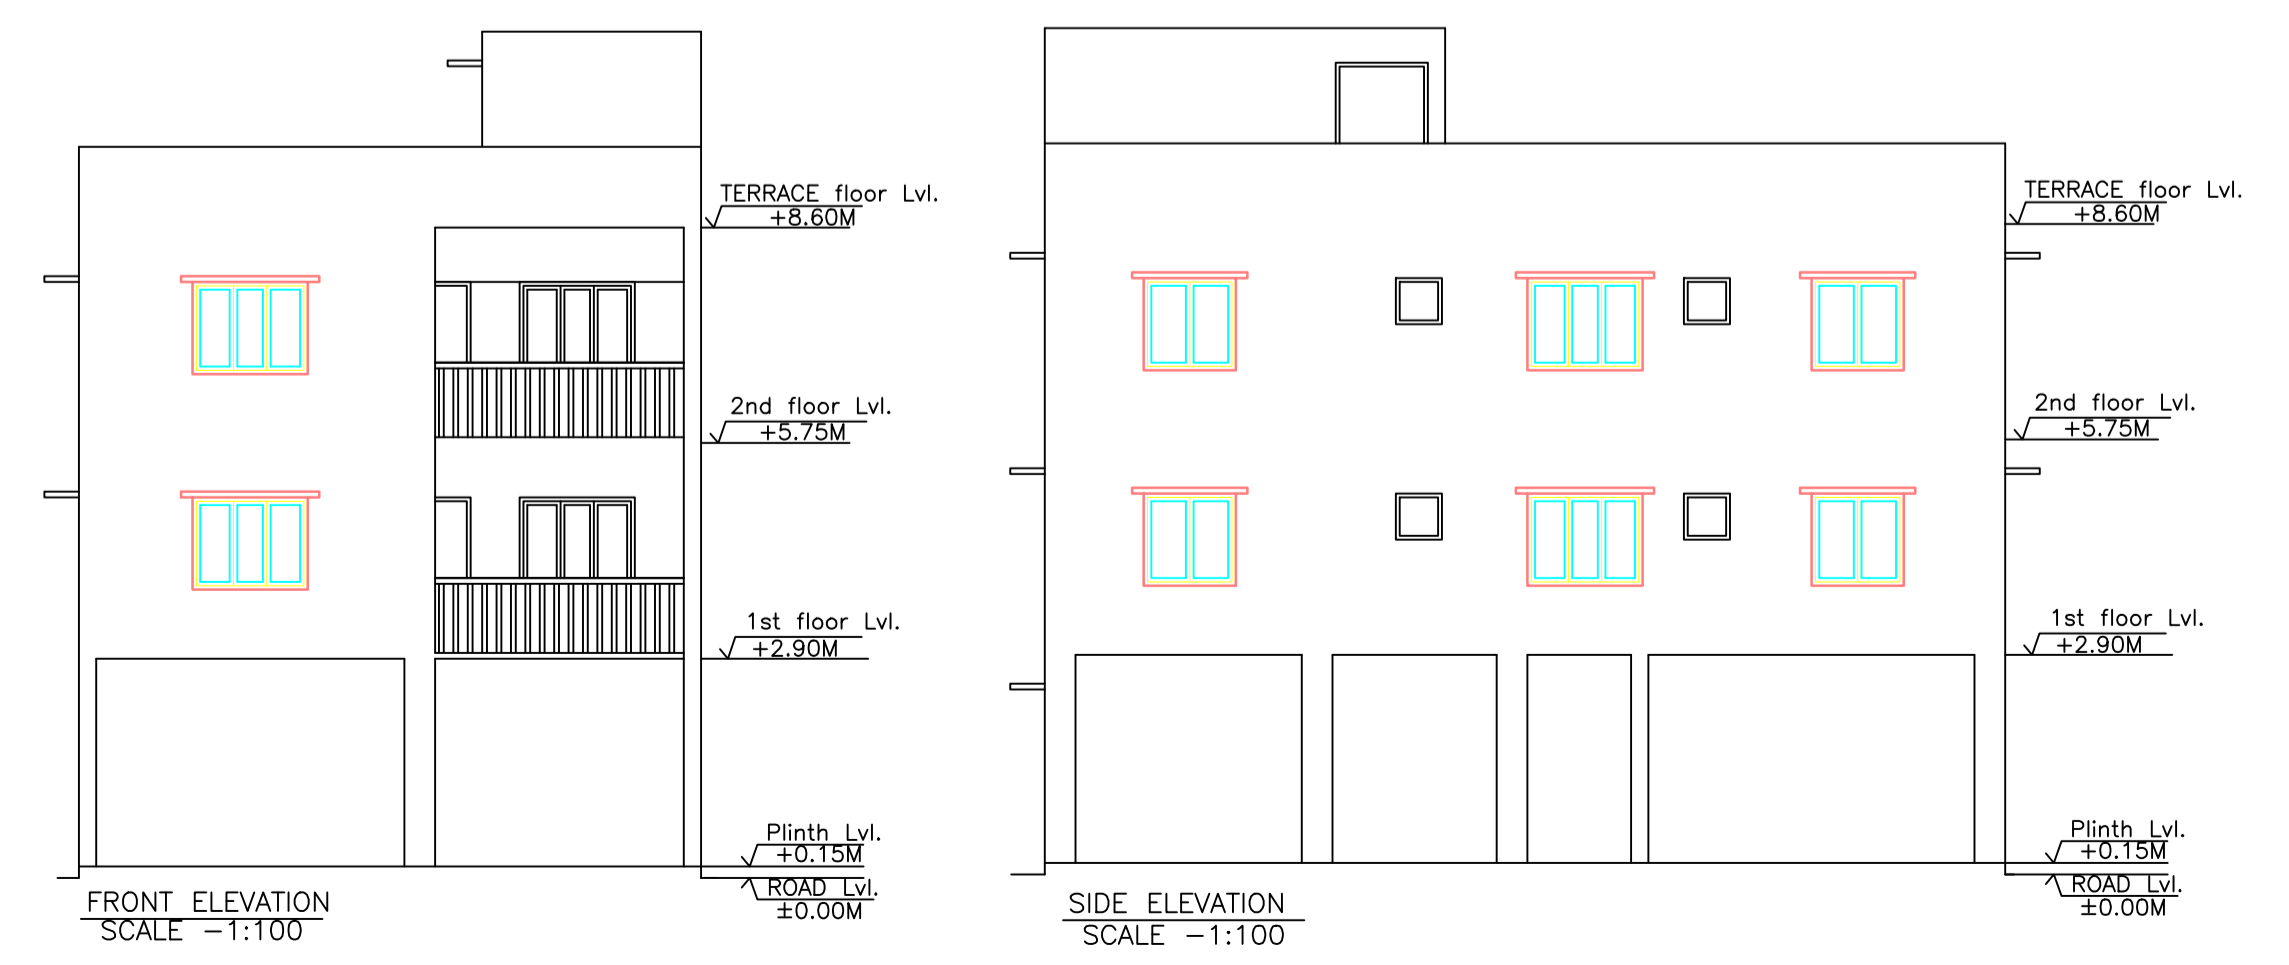 TERRACE floor Lvl.
+8.60M
2nd floor Lvl.
+5.75M
1st floor Lvl.
+2.90M
Plinth Lvl.
+0.15M
ROAD Lvl.
±0.00M
FRONT ELEVATION
SCALE -1:100
TERRACE floor Lvl.
+8.60M
2nd floor Lvl.
+5.75M
1st floor Lvl.
+2.90M
Plinth Lvl.
+0.15M
ROAD Lvl.
±0.00M
SIDE ELEVATION
SCALE -1:100